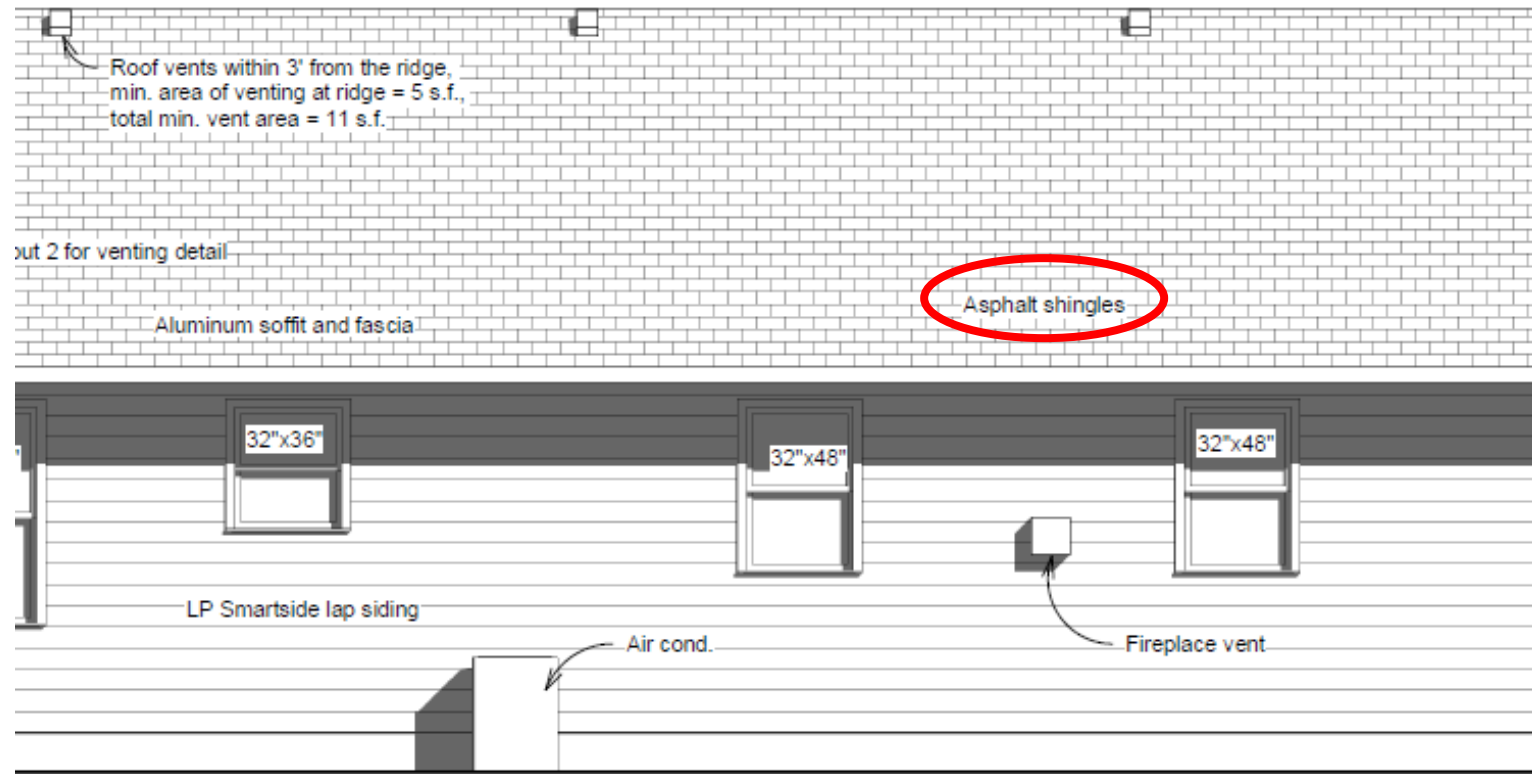 Roof vents within 3' from the ridge,
min. area of venting at ridge = 5 s.f.,
total min. vent area = 11 s.f.
2 for venting detail
Asphalt shingles
Aluminum soffit and fascia
32"x36"
32"x48"
32"x48"
LP Smartside lap siding
Air cond.
Fireplace vent